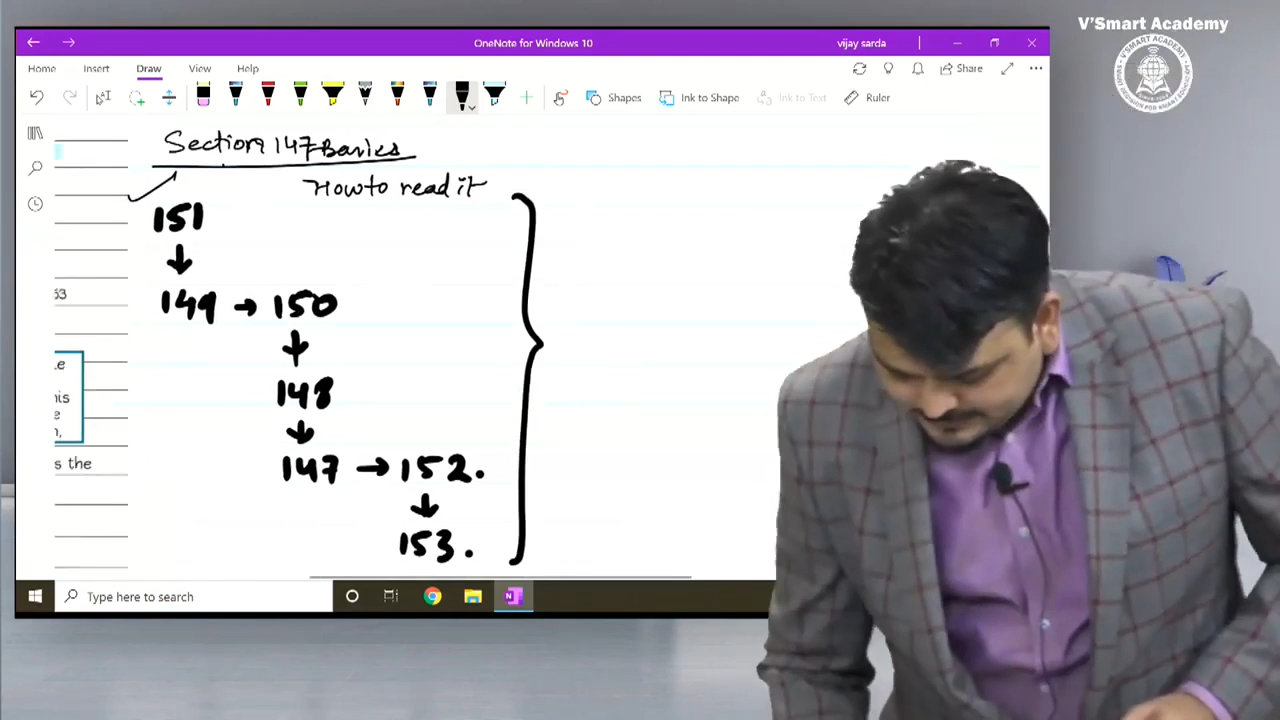 V'Smart Academy
OneNote for Windows 10
vijay sarda
Home Insert Draw View Help
Share
Shapes Ink to Shape Ink to Text Ruler
Section 147 Basics
How to read it
151
↓
149 → 150
↓
148
↓
147 → 152.
↓
153.
53
s the
Type here to search